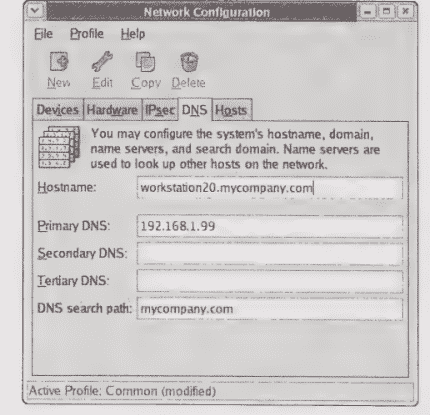 Network Configuration
File Profile Help
New Edit Copy Delete
Devices Hardware IPsec DNS Hosts
You may configure the system's hostname, domain,
name servers, and search domain. Name servers are
used to look up other hosts on the network.
Hostname: workstation20.mycompany.com
Primary DNS: 192.168.1.99
Secondary DNS:
Tertiary DNS:
DNS search path: mycompany.com
Active Profile: Common (modified)